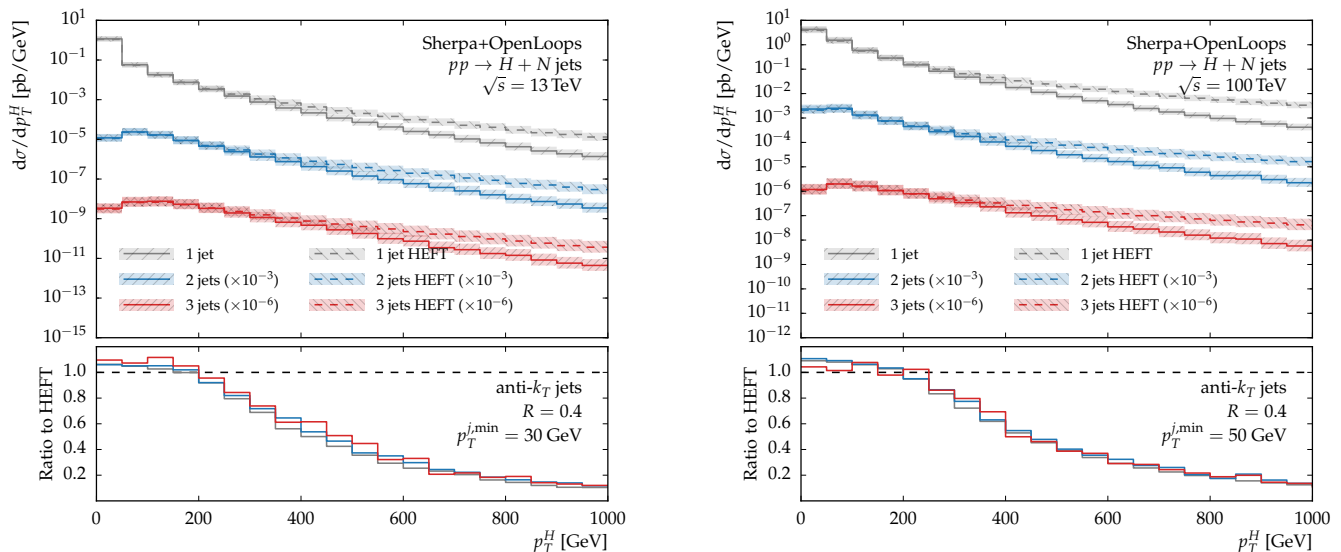 10^1
10^−1
10^−3
10^−5
10^−7
10^−9
10^−11
10^−13
10^−15
dσ/dp_T^H [pb/GeV]
Sherpa+OpenLoops
pp → H + N jets
√s = 13 TeV
1 jet
2 jets (×10^−3)
3 jets (×10^−6)
1 jet HEFT
2 jets HEFT (×10^−3)
3 jets HEFT (×10^−6)
1.0
0.8
0.6
0.4
0.2
Ratio to HEFT
anti-k_T jets
R = 0.4
p_T^{j,min} = 30 GeV
0 200 400 600 800 1000
p_T^H [GeV]
10^1
10^0
10^−1
10^−2
10^−3
10^−4
10^−5
10^−6
10^−7
10^−8
10^−9
10^−10
10^−11
10^−12
dσ/dp_T^H [pb/GeV]
Sherpa+OpenLoops
pp → H + N jets
√s = 100 TeV
1 jet
2 jets (×10^−3)
3 jets (×10^−6)
1 jet HEFT
2 jets HEFT (×10^−3)
3 jets HEFT (×10^−6)
1.0
0.8
0.6
0.4
0.2
Ratio to HEFT
anti-k_T jets
R = 0.4
p_T^{j,min} = 50 GeV
0 200 400 600 800 1000
p_T^H [GeV]